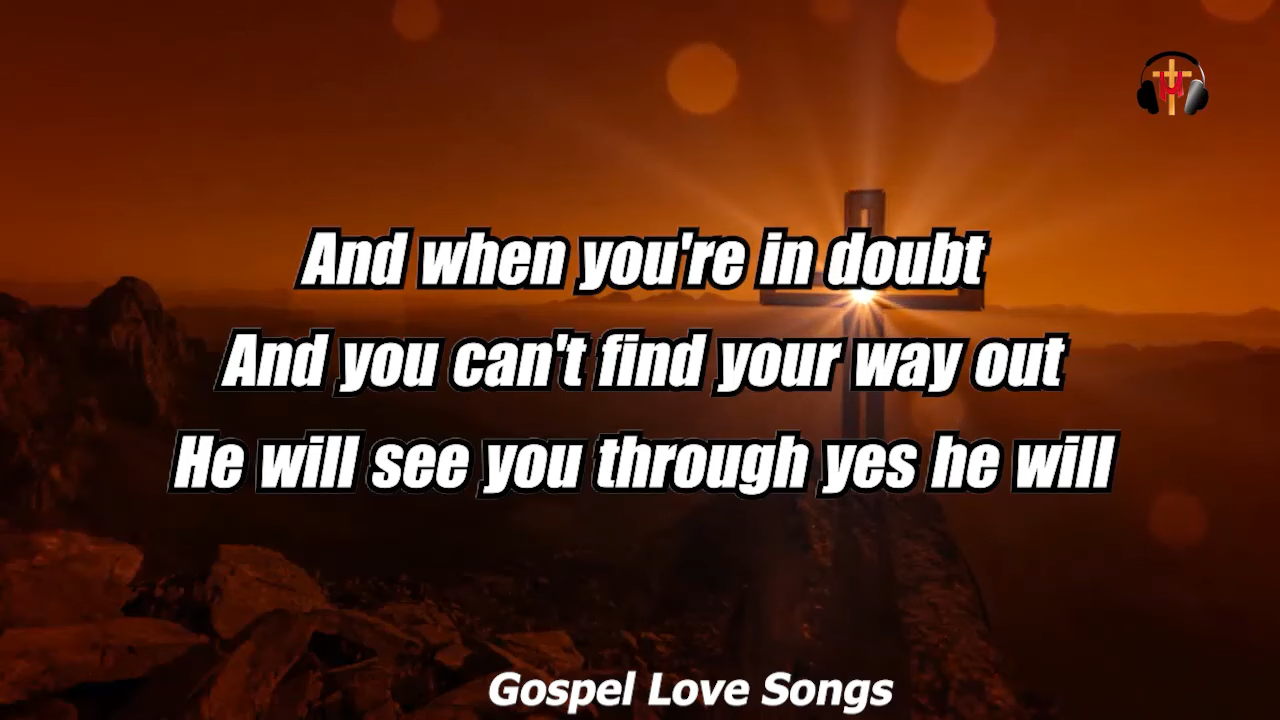 And when you're in doubt
And you can't find your way out
He will see you through yes he will
Gospel Love Songs